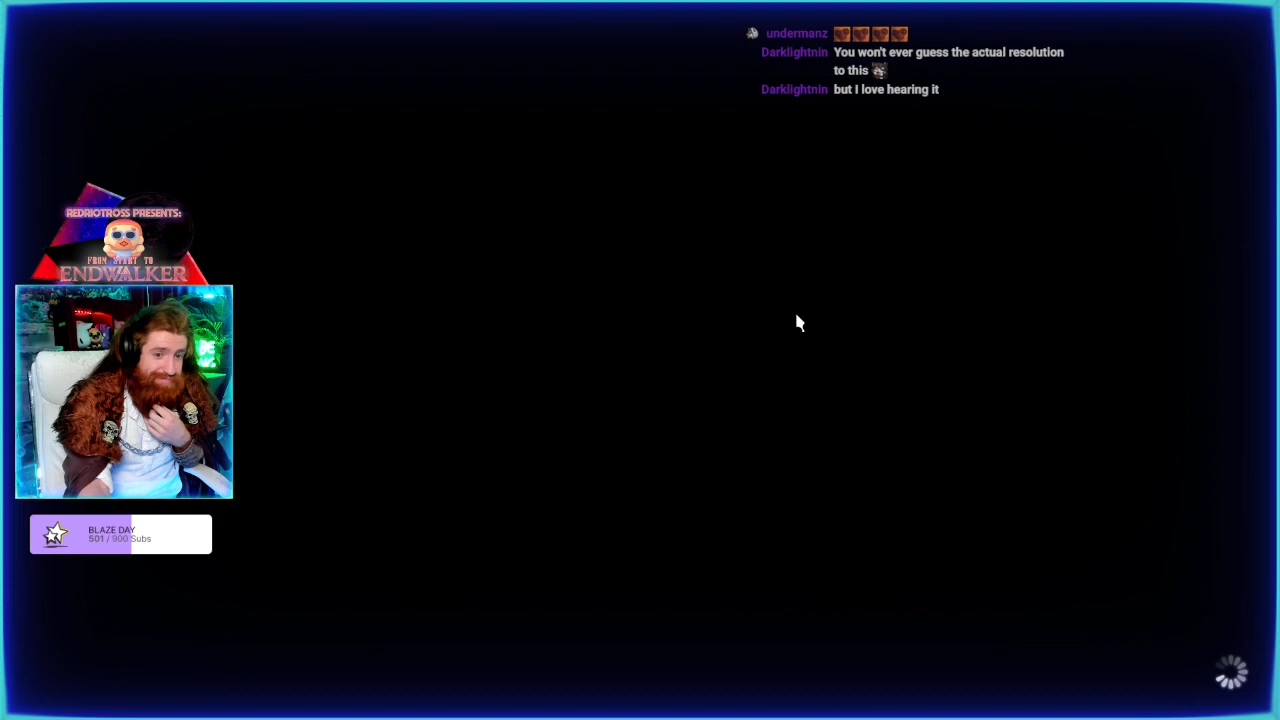 undermanz
Darklightnin You won't ever guess the actual resolution
to this
Darklightnin but I love hearing it
REDRIOTROSS PRESENTS:
FROM START TO
ENDWALKER
BLAZE DAY
501 / 900 Subs